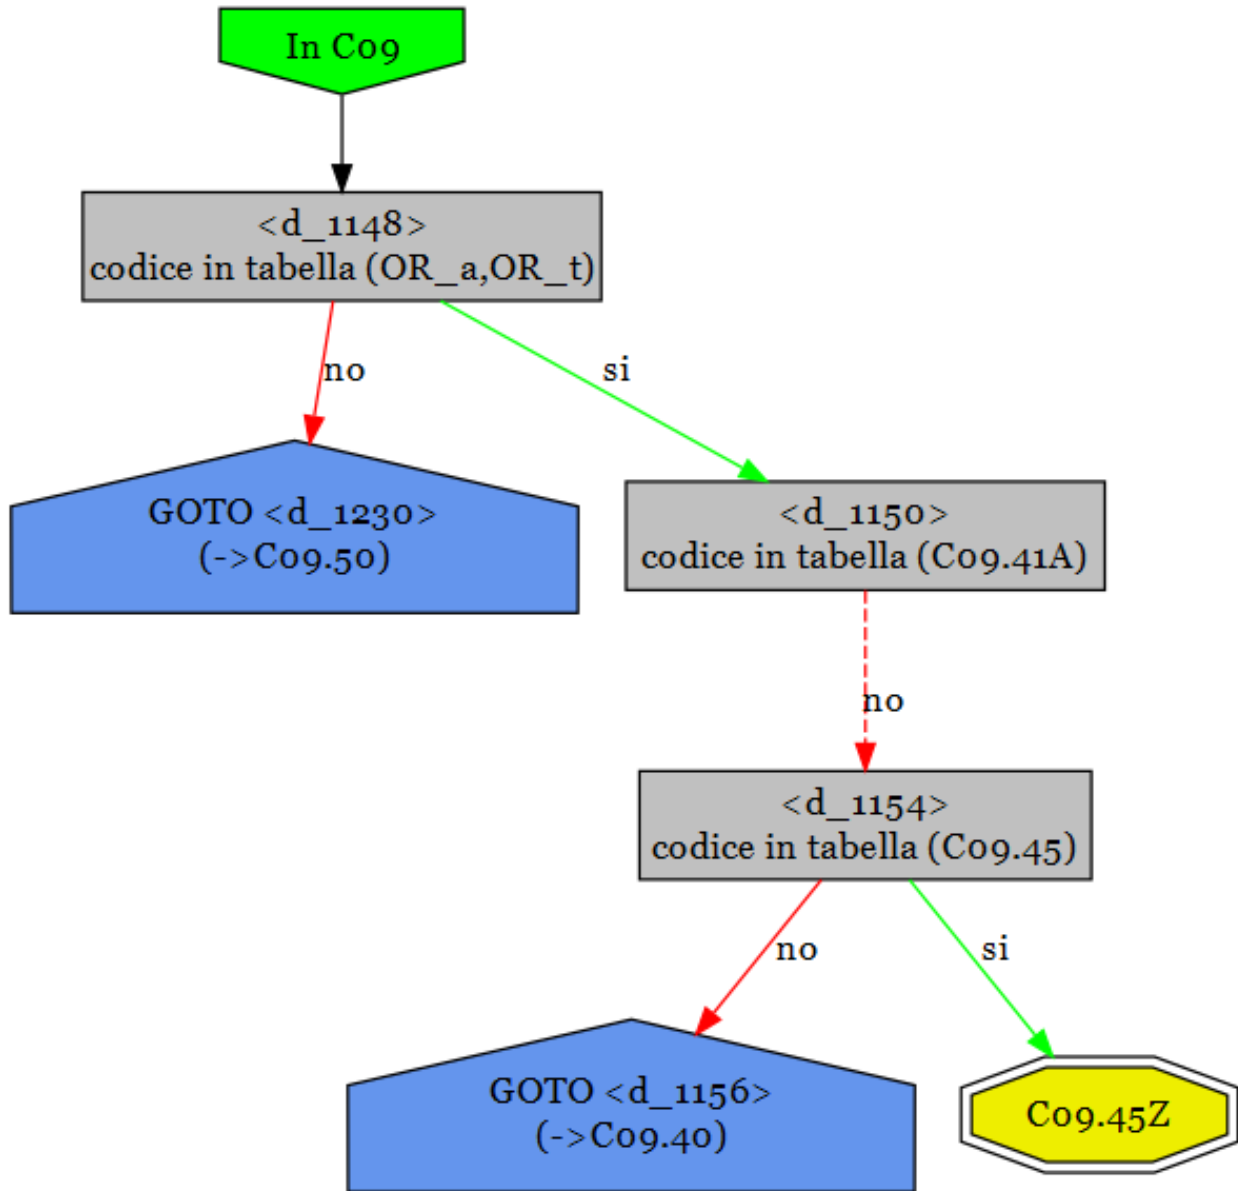 In C09
<d_1148>
codice in tabella (OR_a,OR_t)
no
si
GOTO <d_1230>
(->C09.50)
<d_1150>
codice in tabella (C09.41A)
no
<d_1154>
codice in tabella (C09.45)
no
si
GOTO <d_1156>
(->C09.40)
C09.45Z